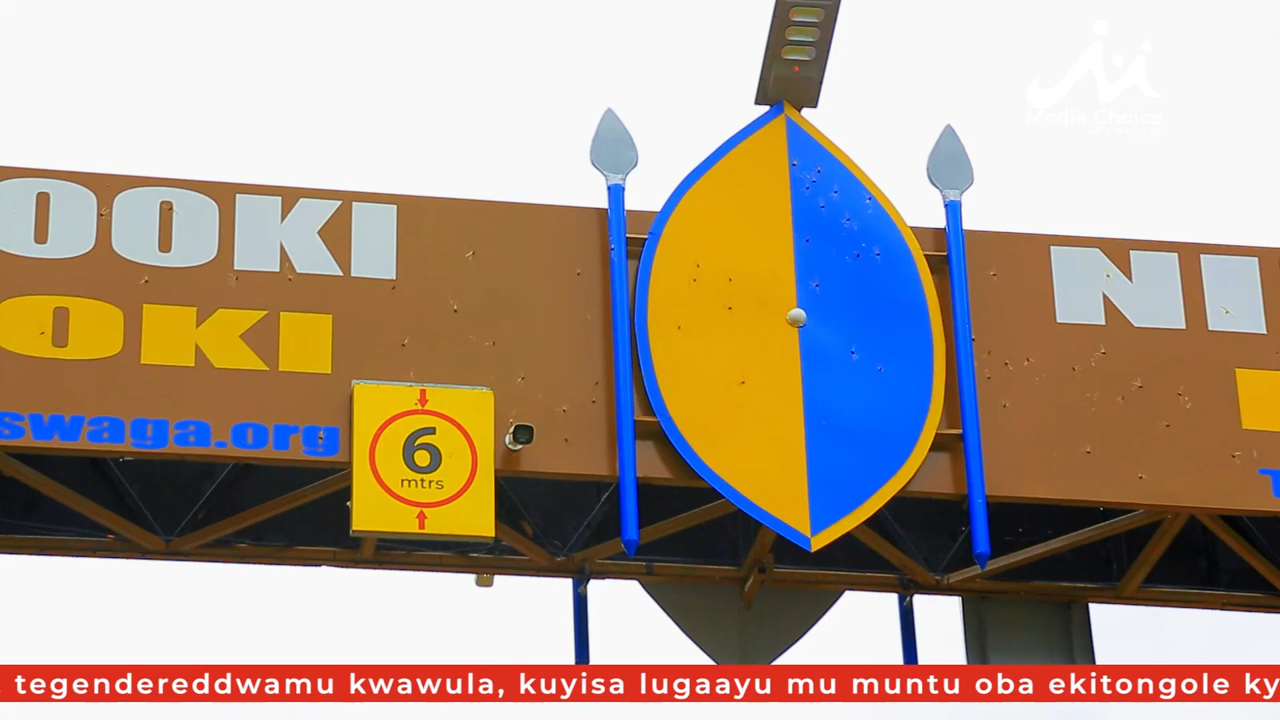 Media Choice
OOKI
OKI
swaga.org
6
mtrs
NI
tegendereddwamu kwawula, kuyisa lugaayu mu muntu oba ekitongole ky